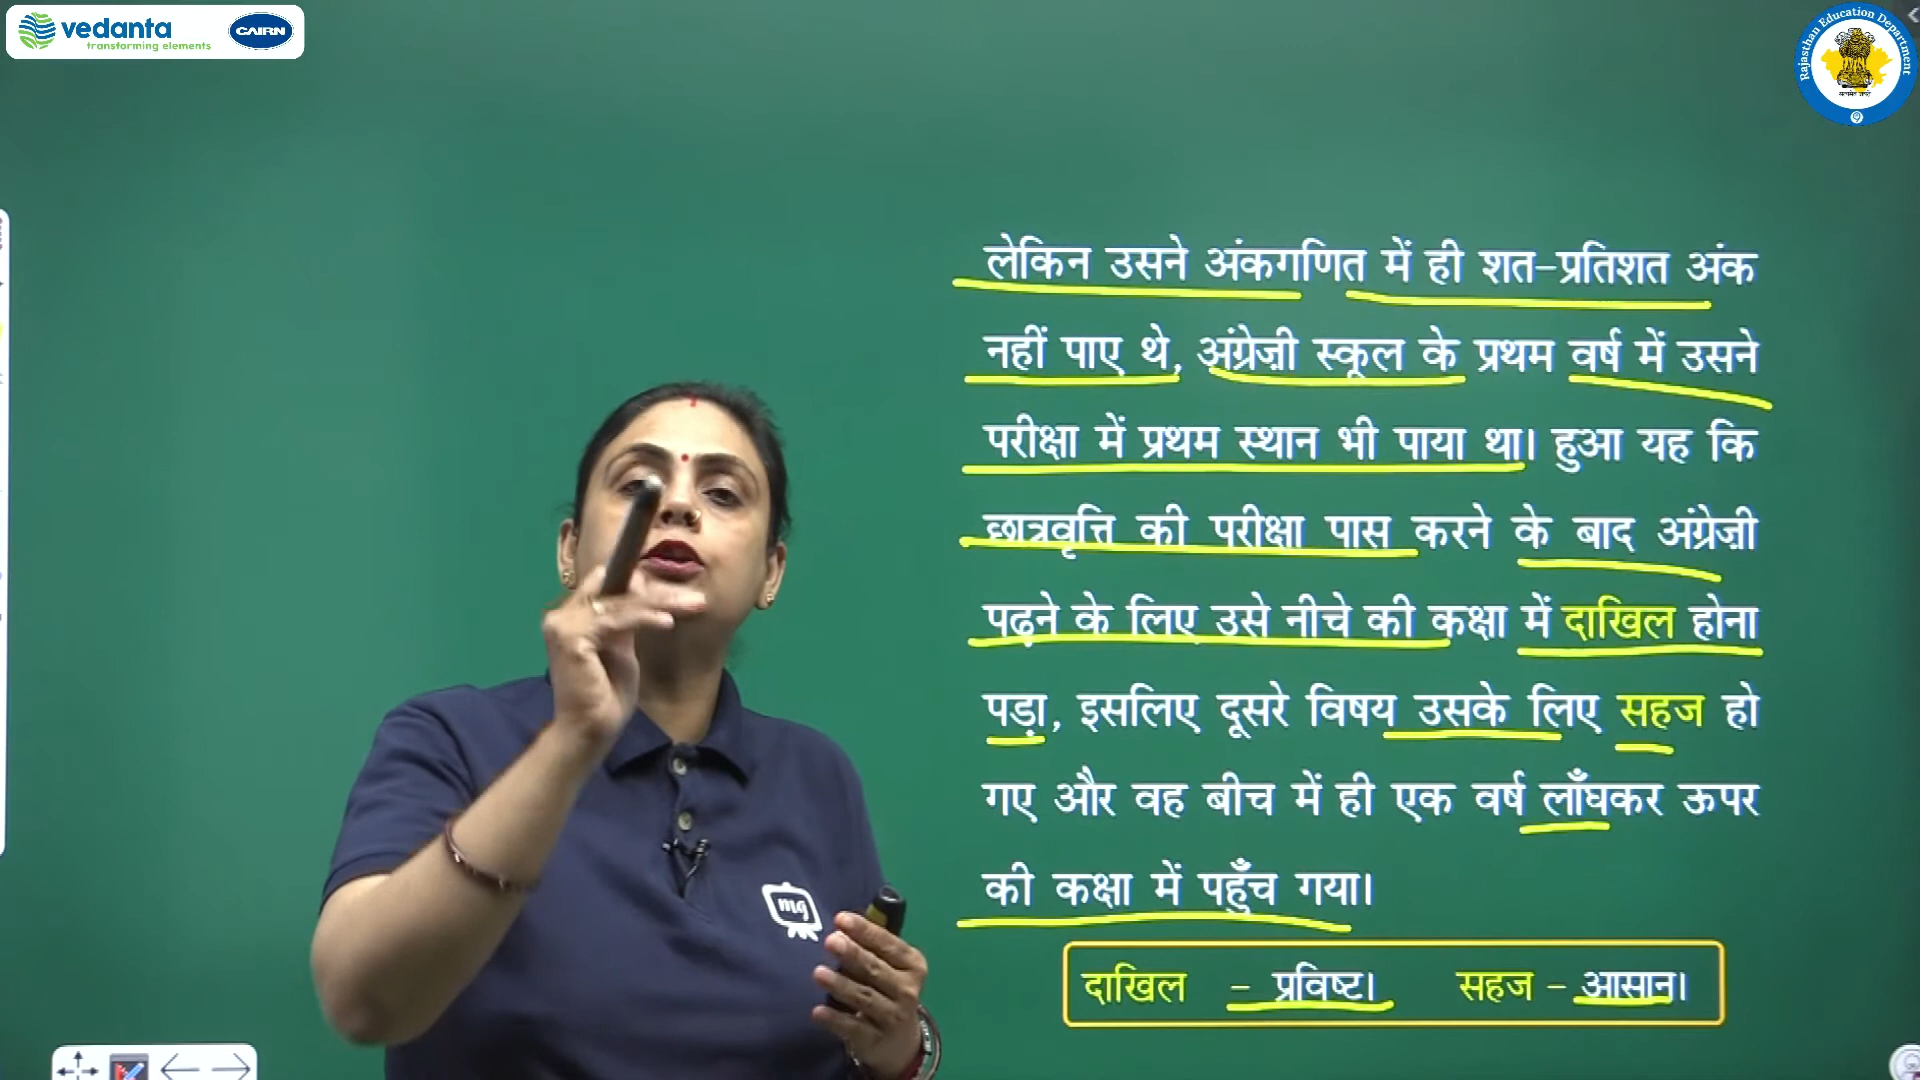 vedanta
transforming elements
CAIRN
Rajasthan Education Department
लेकिन उसने अंकगणित में ही शत-प्रतिशत अंक
नहीं पाए थे, अंग्रेज़ी स्कूल के प्रथम वर्ष में उसने
परीक्षा में प्रथम स्थान भी पाया था। हुआ यह कि
छात्रवृत्ति की परीक्षा पास करने के बाद अंग्रेज़ी
पढ़ने के लिए उसे नीचे की कक्षा में दाखिल होना
पड़ा, इसलिए दूसरे विषय उसके लिए सहज हो
गए और वह बीच में ही एक वर्ष लाँघकर ऊपर
की कक्षा में पहुँच गया।
दाखिल - प्रविष्ट। सहज - आसान।
mg